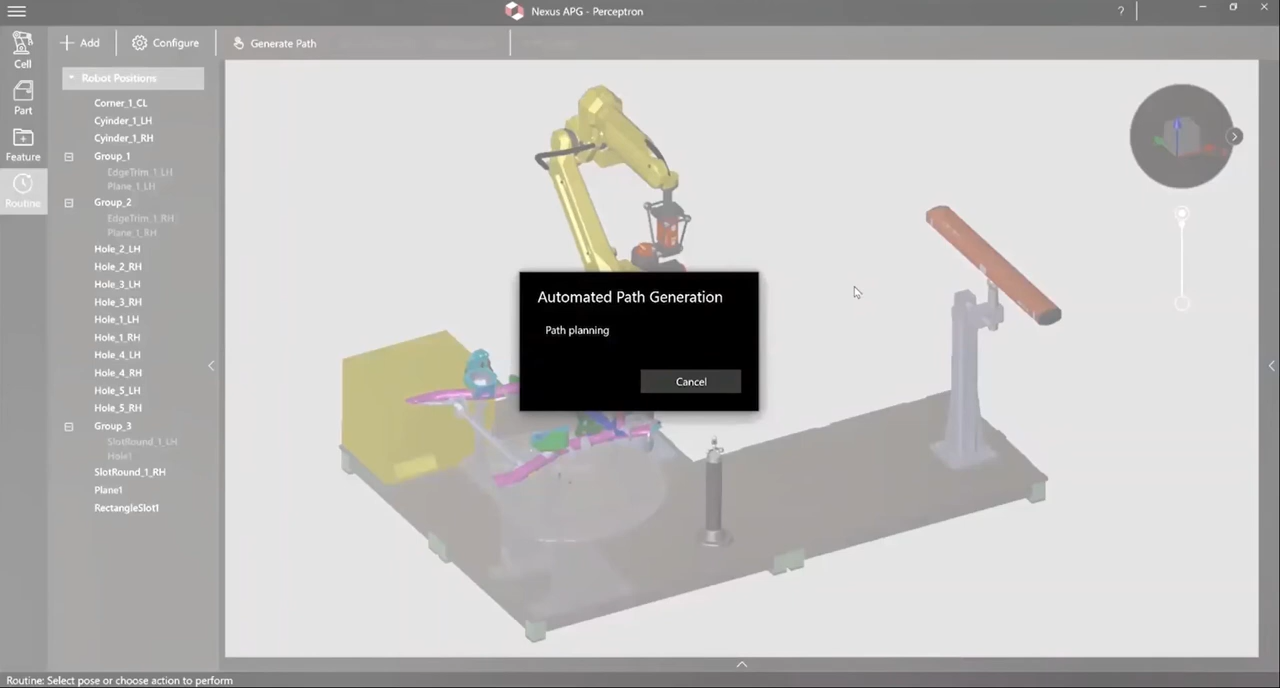 Nexus APG - Perceptron
?
Add
Configure
Generate Path
Cell
Part
Feature
Routine
Robot Positions
Corner_1_CL
Cyinder_1_LH
Cyinder_1_RH
Group_1
EdgeTrim_1_LH
Plane_1_LH
Group_2
EdgeTrim_1_RH
Plane_1_RH
Hole_2_LH
Hole_2_RH
Hole_3_LH
Hole_3_RH
Hole_1_LH
Hole_1_RH
Hole_4_LH
Hole_4_RH
Hole_5_LH
Hole_5_RH
Group_3
SlotRound_1_LH
Hole1
SlotRound_1_RH
Plane1
RectangleSlot1
Automated Path Generation
Path planning
Cancel
Routine: Select pose or choose action to perform